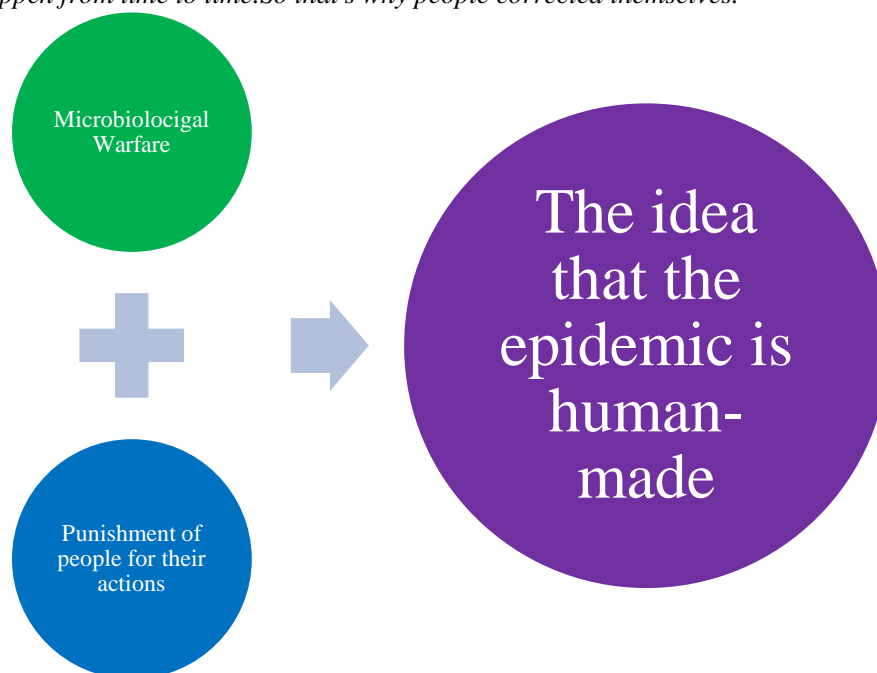 ppen from time to time.So that's why people corrected themselves.
Microbiolocigal
Warfare
Punishment of
people for their
actions
The idea
that the
epidemic is
human-
made